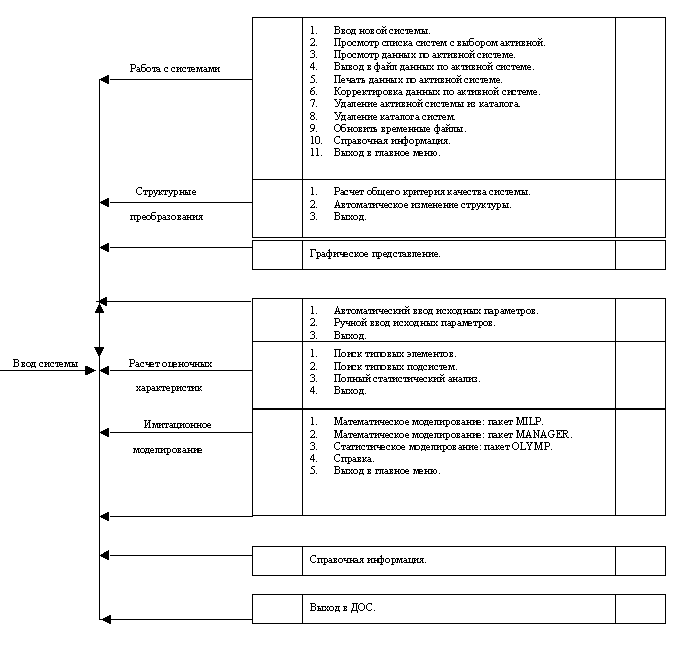 Работа с системами
1. Ввод новой системы.
2. Просмотр списка систем с выбором активной.
3. Просмотр данных по активной системе.
4. Вывод в файл данных по активной системе.
5. Печать данных по активной системе.
6. Корректировка данных по активной системе.
7. Удаление активной системы из каталога.
8. Удаление каталога систем.
9. Обновить временные файлы.
10. Справочная информация.
11. Выход в главное меню.
Структурные
преобразования
1. Расчет общего критерия качества системы.
2. Автоматическое изменение структуры.
3. Выход.
Графическое представление.
1. Автоматический ввод исходных параметров.
2. Ручной ввод исходных параметров.
3. Выход.
Ввод системы
Расчет оценочных
характеристик
1. Поиск типовых элементов.
2. Поиск типовых подсистем.
3. Полный статистический анализ.
4. Выход.
Имитационное
моделирование
1. Математическое моделирование: пакет MILP.
2. Математическое моделирование: пакет MANAGER.
3. Статистическое моделирование: пакет OLYMP.
4. Справка.
5. Выход в главное меню.
Справочная информация.
Выход в ДОС.